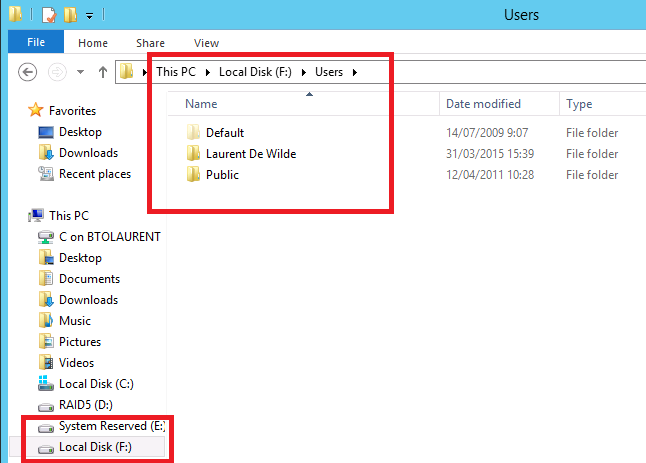 Users
File Home Share View
This PC Local Disk (F:) Users
Name Date modified Type
Default 14/07/2009 9:07 File folder
Laurent De Wilde 31/03/2015 15:39 File folder
Public 12/04/2011 10:28 File folder
Favorites
Desktop
Downloads
Recent places
This PC
C on BTOLAURENT
Desktop
Documents
Downloads
Music
Pictures
Videos
Local Disk (C:)
RAID5 (D:)
System Reserved (E:)
Local Disk (F:)